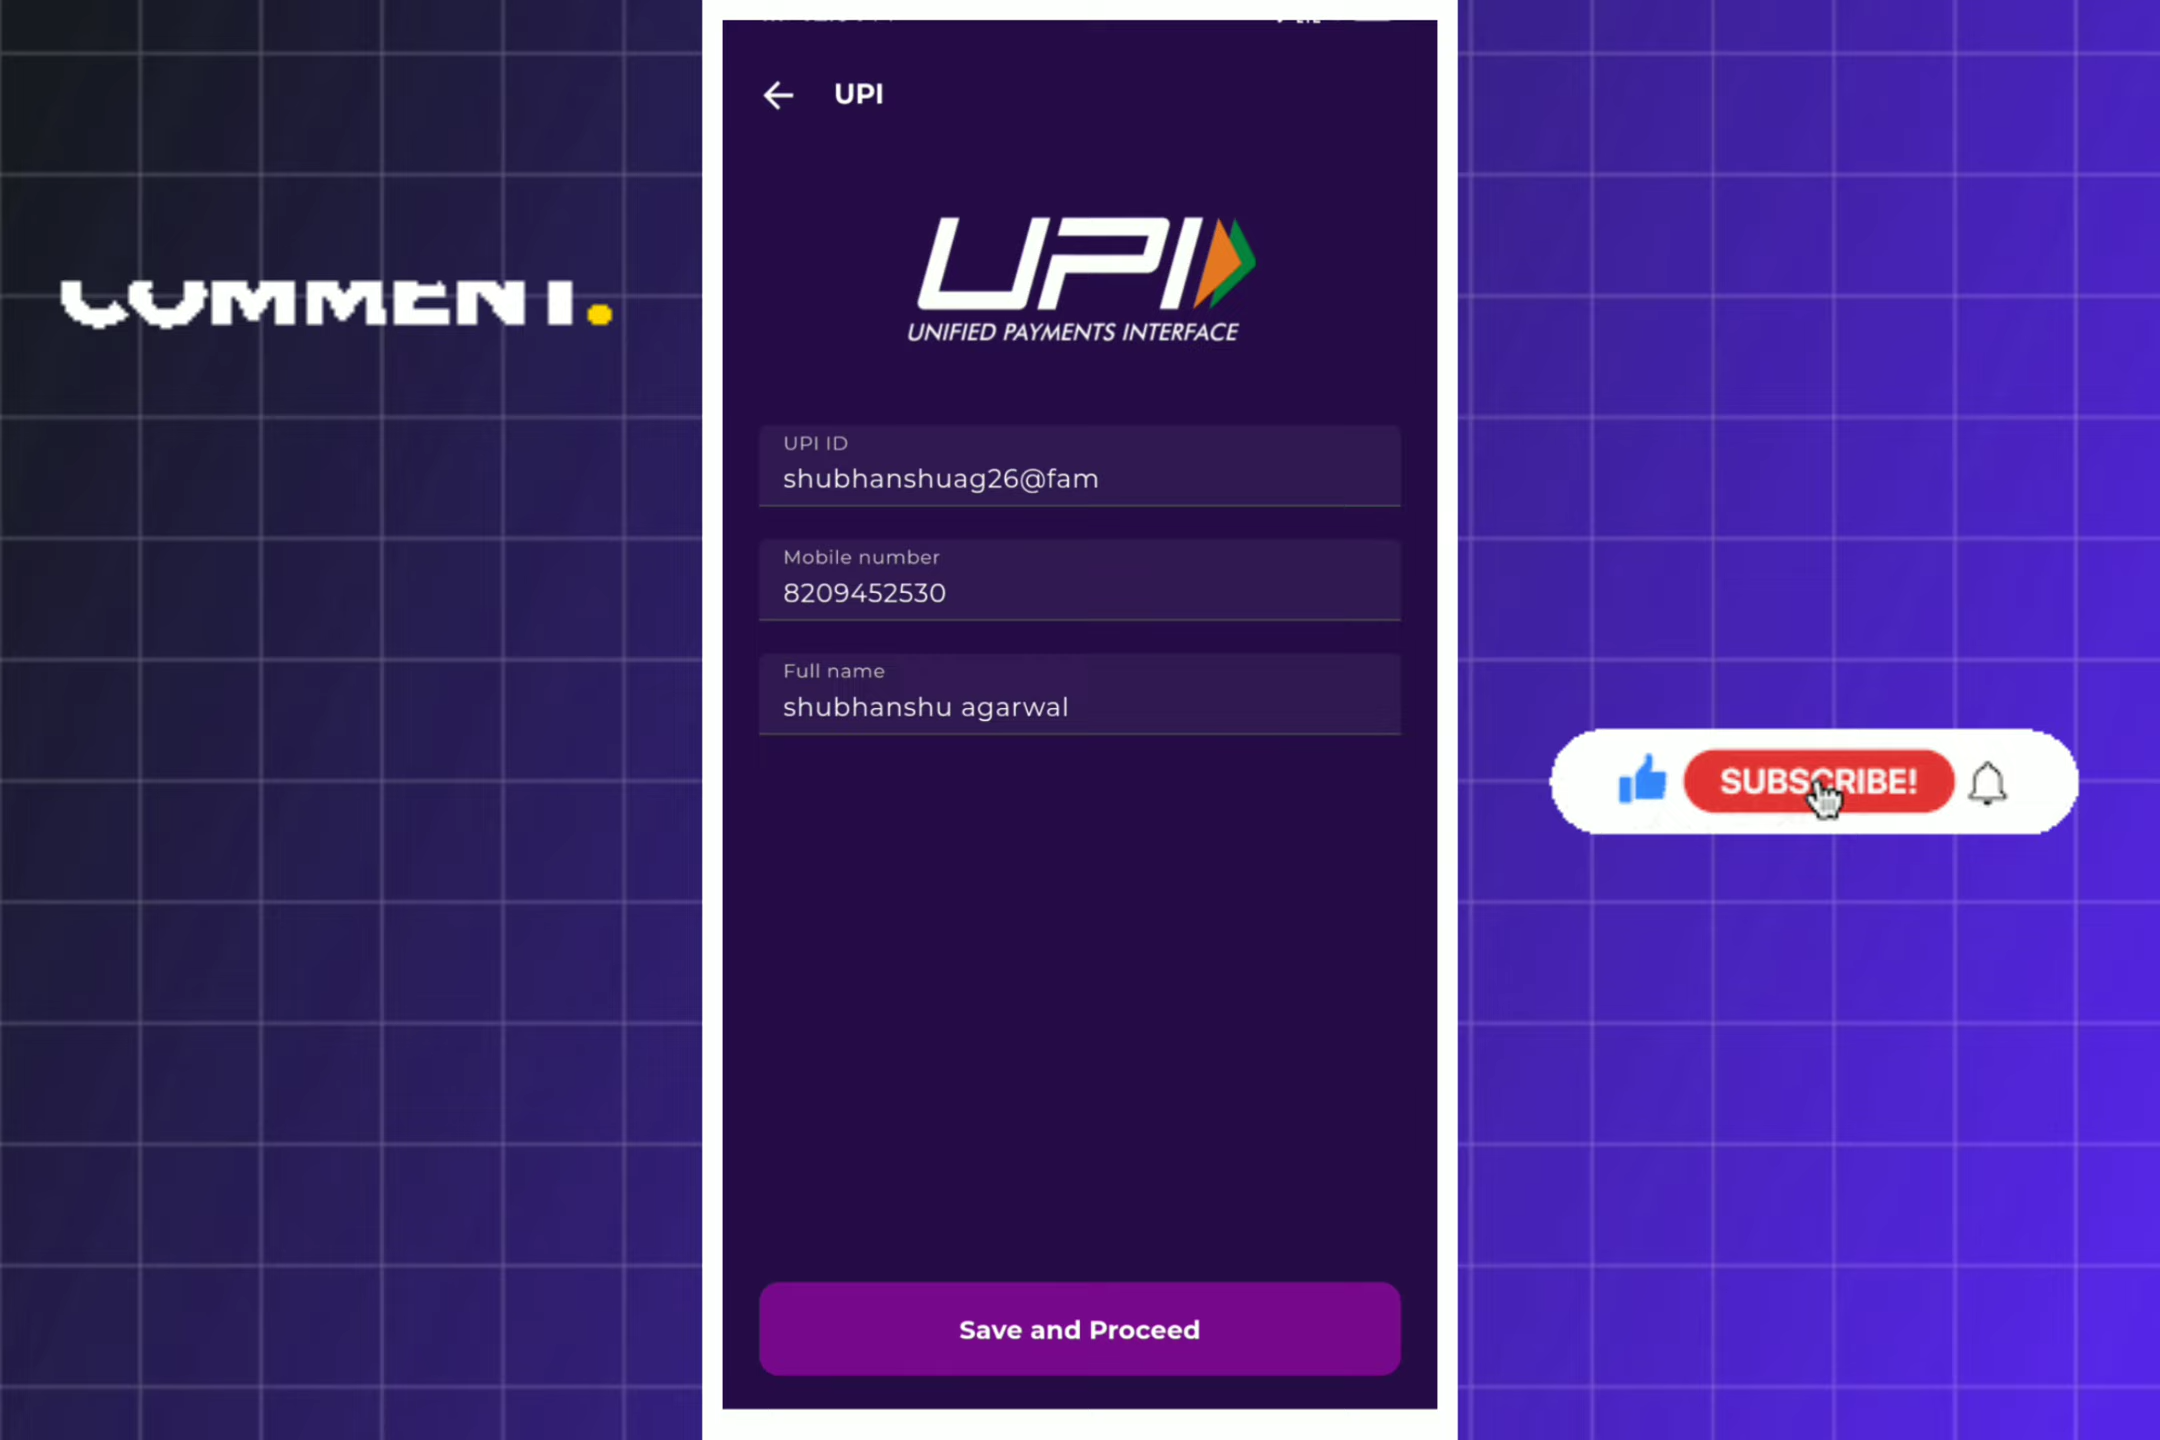 UPI
UPI
UNIFIED PAYMENTS INTERFACE
COMMENT.
UPI ID
shubhanshuag26@fam
Mobile number
8209452530
Full name
shubhanshu agarwal
SUBSCRIBE!
Save and Proceed